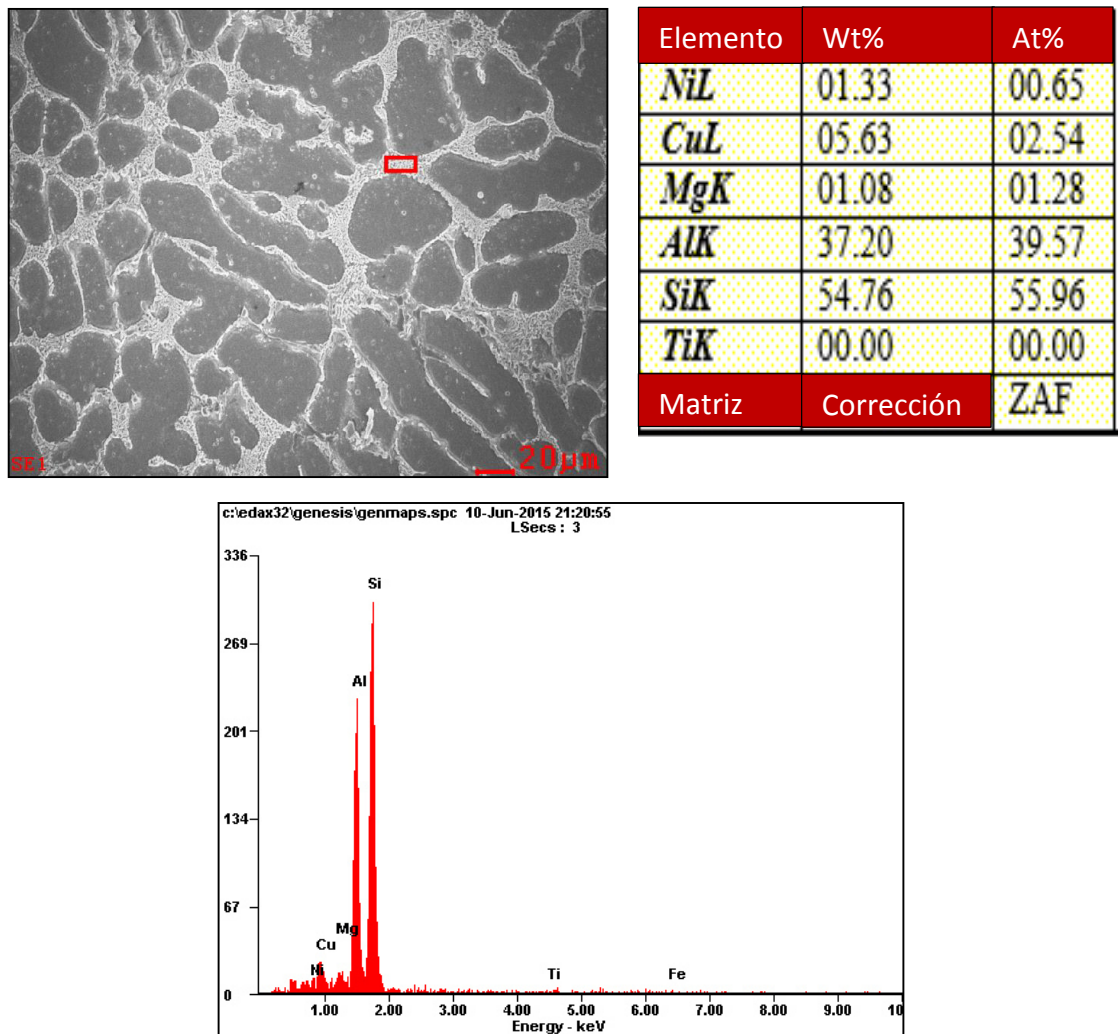 SE1
20µm
Elemento Wt% At%
NiL 01.33 00.65
CuL 05.63 02.54
MgK 01.08 01.28
AlK 37.20 39.57
SiK 54.76 55.96
TiK 00.00 00.00
Matriz Corrección ZAF
c:\edax32\genesis\genmaps.spc 10-Jun-2015 21:20:55
LSecs : 3
336
Si
269
Al
201
134
67
Mg
Cu
Ni
Ti
Fe
0
1.00 2.00 3.00 4.00 5.00 6.00 7.00 8.00 9.00 10
Energy - keV